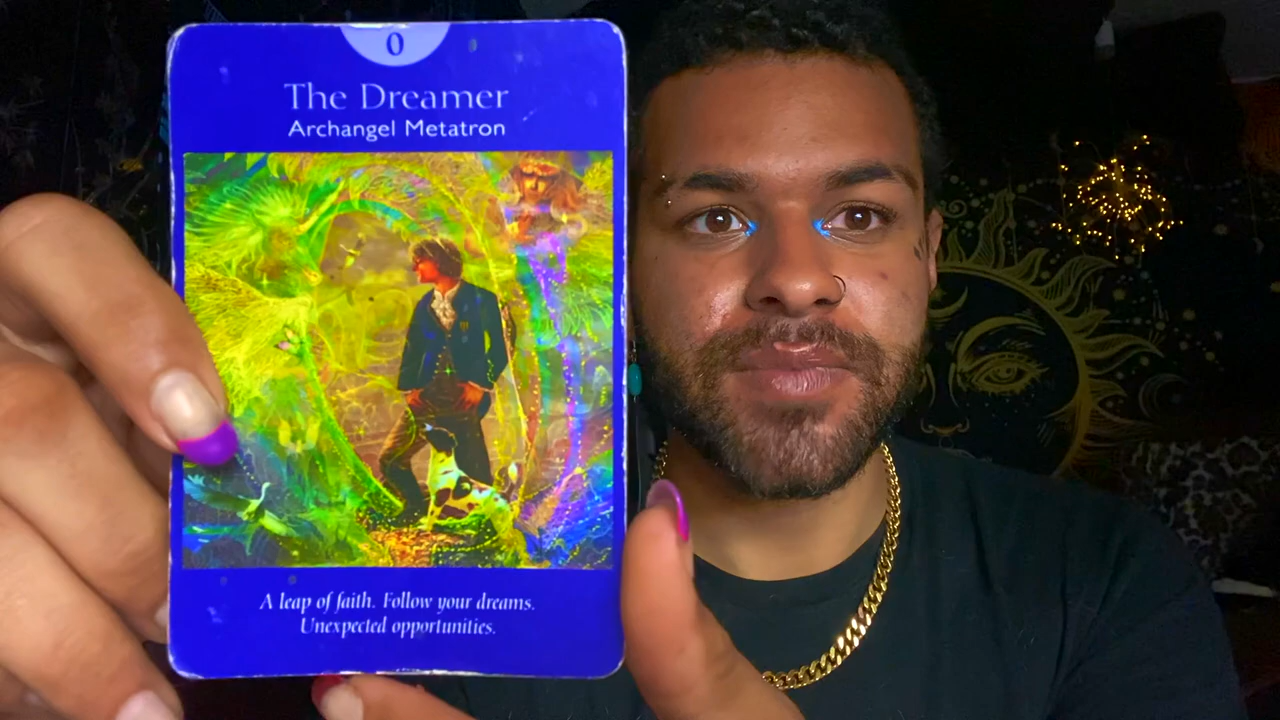 0
The Dreamer
Archangel Metatron
A leap of faith. Follow your dreams.
Unexpected opportunities.